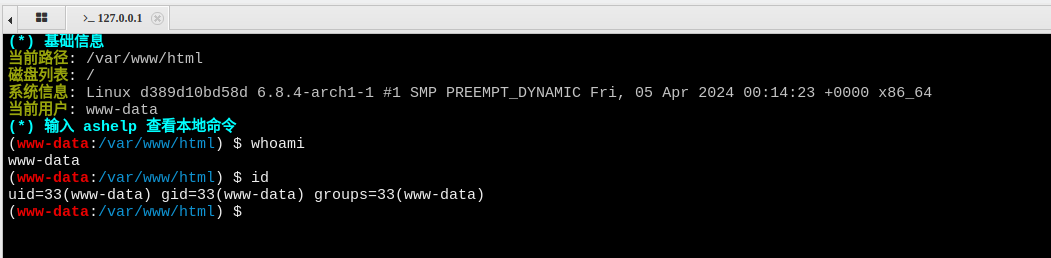 >_ 127.0.0.1
(*) 基础信息
当前路径: /var/www/html
磁盘列表: /
系统信息: Linux d389d10bd58d 6.8.4-arch1-1 #1 SMP PREEMPT_DYNAMIC Fri, 05 Apr 2024 00:14:23 +0000 x86_64
当前用户: www-data
(*) 输入 ashelp 查看本地命令
(www-data:/var/www/html) $ whoami
www-data
(www-data:/var/www/html) $ id
uid=33(www-data) gid=33(www-data) groups=33(www-data)
(www-data:/var/www/html) $